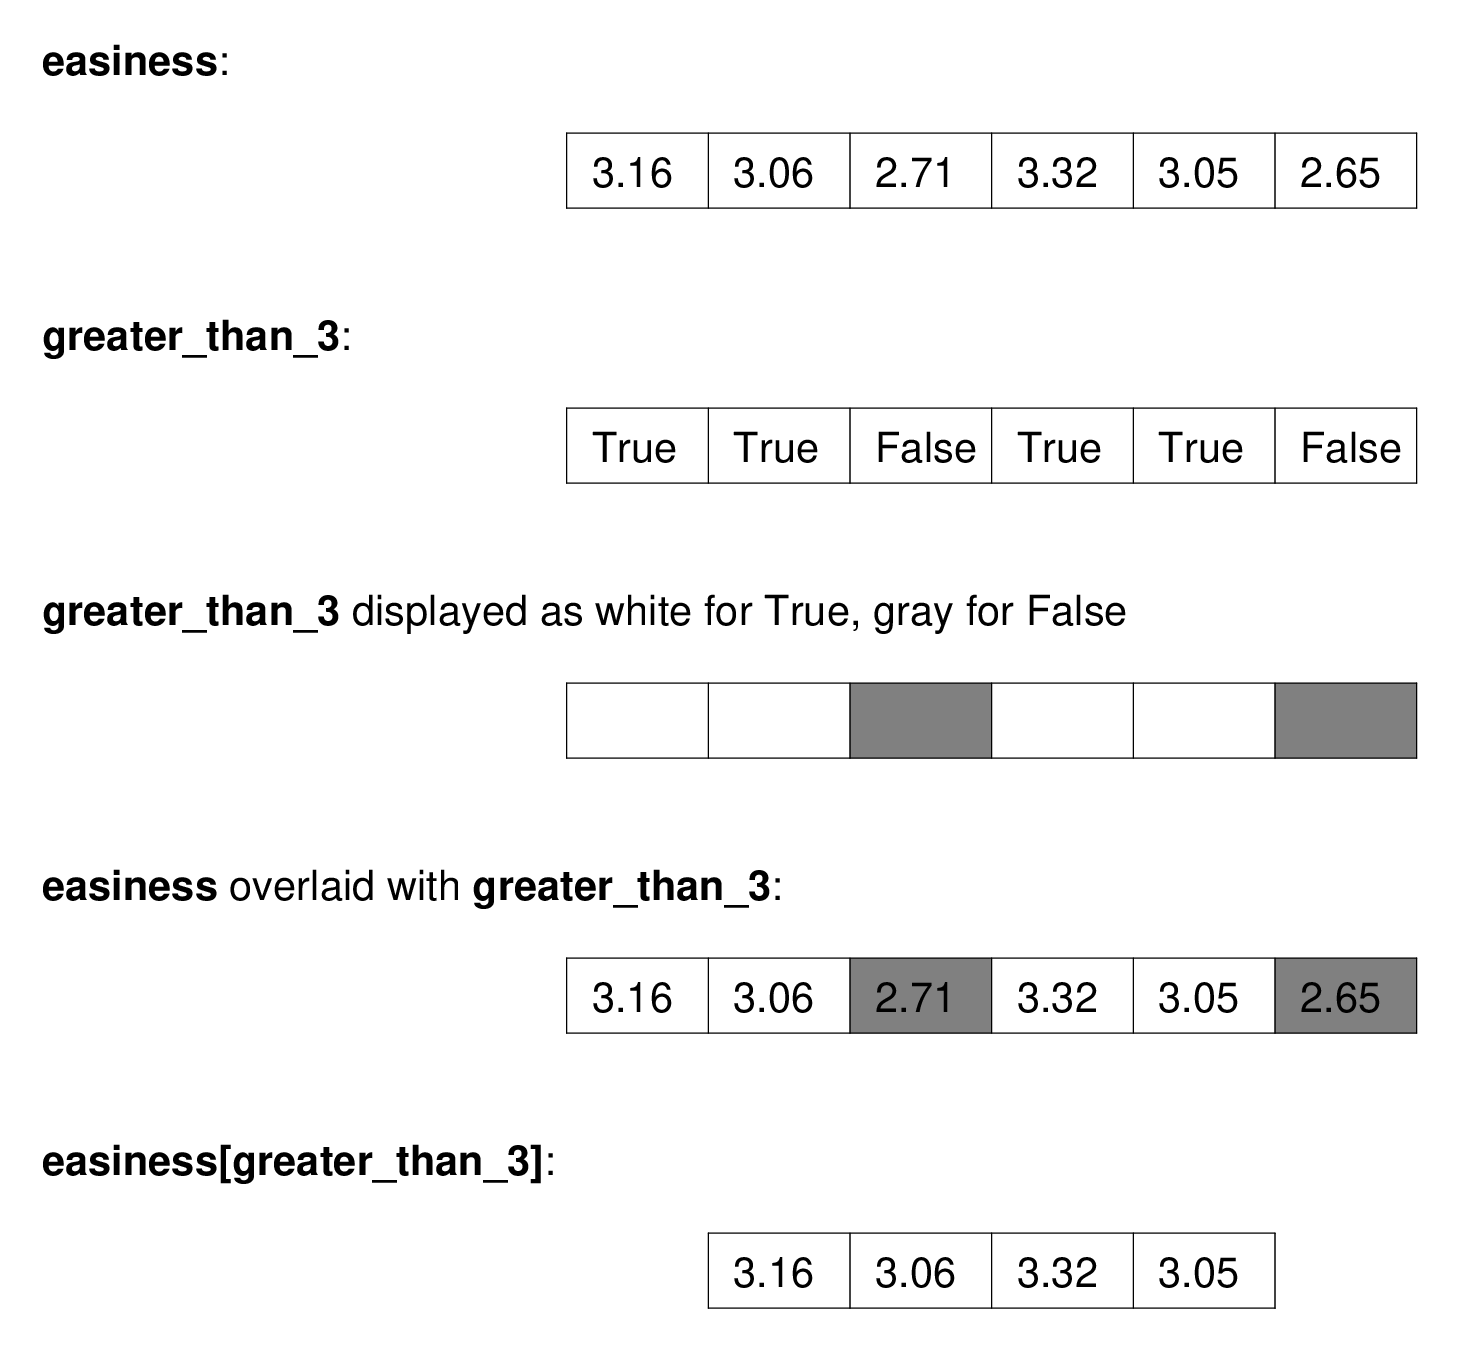 easiness:
3.16 3.06 2.71 3.32 3.05 2.65
greater_than_3:
True True False True True False
greater_than_3 displayed as white for True, gray for False
easiness overlaid with greater_than_3:
3.16 3.06 2.71 3.32 3.05 2.65
easiness[greater_than_3]:
3.16 3.06 3.32 3.05